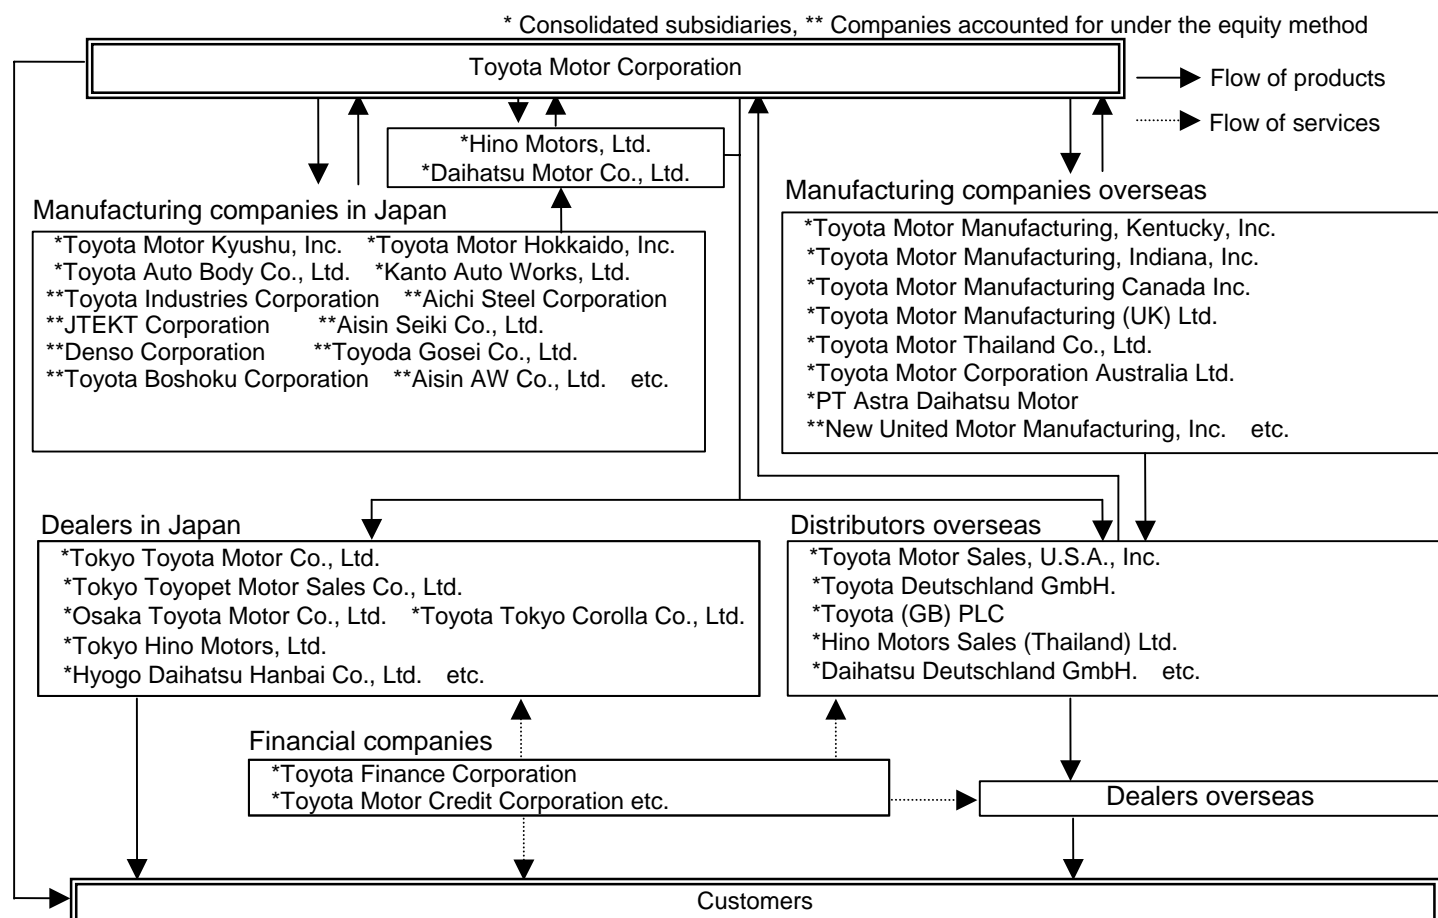 * Consolidated subsidiaries, ** Companies accounted for under the equity method
Toyota Motor Corporation
Flow of products
Flow of services
*Hino Motors, Ltd.
*Daihatsu Motor Co., Ltd.
Manufacturing companies in Japan
*Toyota Motor Kyushu, Inc. *Toyota Motor Hokkaido, Inc.
*Toyota Auto Body Co., Ltd. *Kanto Auto Works, Ltd.
**Toyota Industries Corporation **Aichi Steel Corporation
**JTEKT Corporation **Aisin Seiki Co., Ltd.
**Denso Corporation **Toyoda Gosei Co., Ltd.
**Toyota Boshoku Corporation **Aisin AW Co., Ltd. etc.
Manufacturing companies overseas
*Toyota Motor Manufacturing, Kentucky, Inc.
*Toyota Motor Manufacturing, Indiana, Inc.
*Toyota Motor Manufacturing Canada Inc.
*Toyota Motor Manufacturing (UK) Ltd.
*Toyota Motor Thailand Co., Ltd.
*Toyota Motor Corporation Australia Ltd.
*PT Astra Daihatsu Motor
**New United Motor Manufacturing, Inc. etc.
Dealers in Japan
*Tokyo Toyota Motor Co., Ltd.
*Tokyo Toyopet Motor Sales Co., Ltd.
*Osaka Toyota Motor Co., Ltd. *Toyota Tokyo Corolla Co., Ltd.
*Tokyo Hino Motors, Ltd.
*Hyogo Daihatsu Hanbai Co., Ltd. etc.
Distributors overseas
*Toyota Motor Sales, U.S.A., Inc.
*Toyota Deutschland GmbH.
*Toyota (GB) PLC
*Hino Motors Sales (Thailand) Ltd.
*Daihatsu Deutschland GmbH. etc.
Financial companies
*Toyota Finance Corporation
*Toyota Motor Credit Corporation etc.
Dealers overseas
Customers